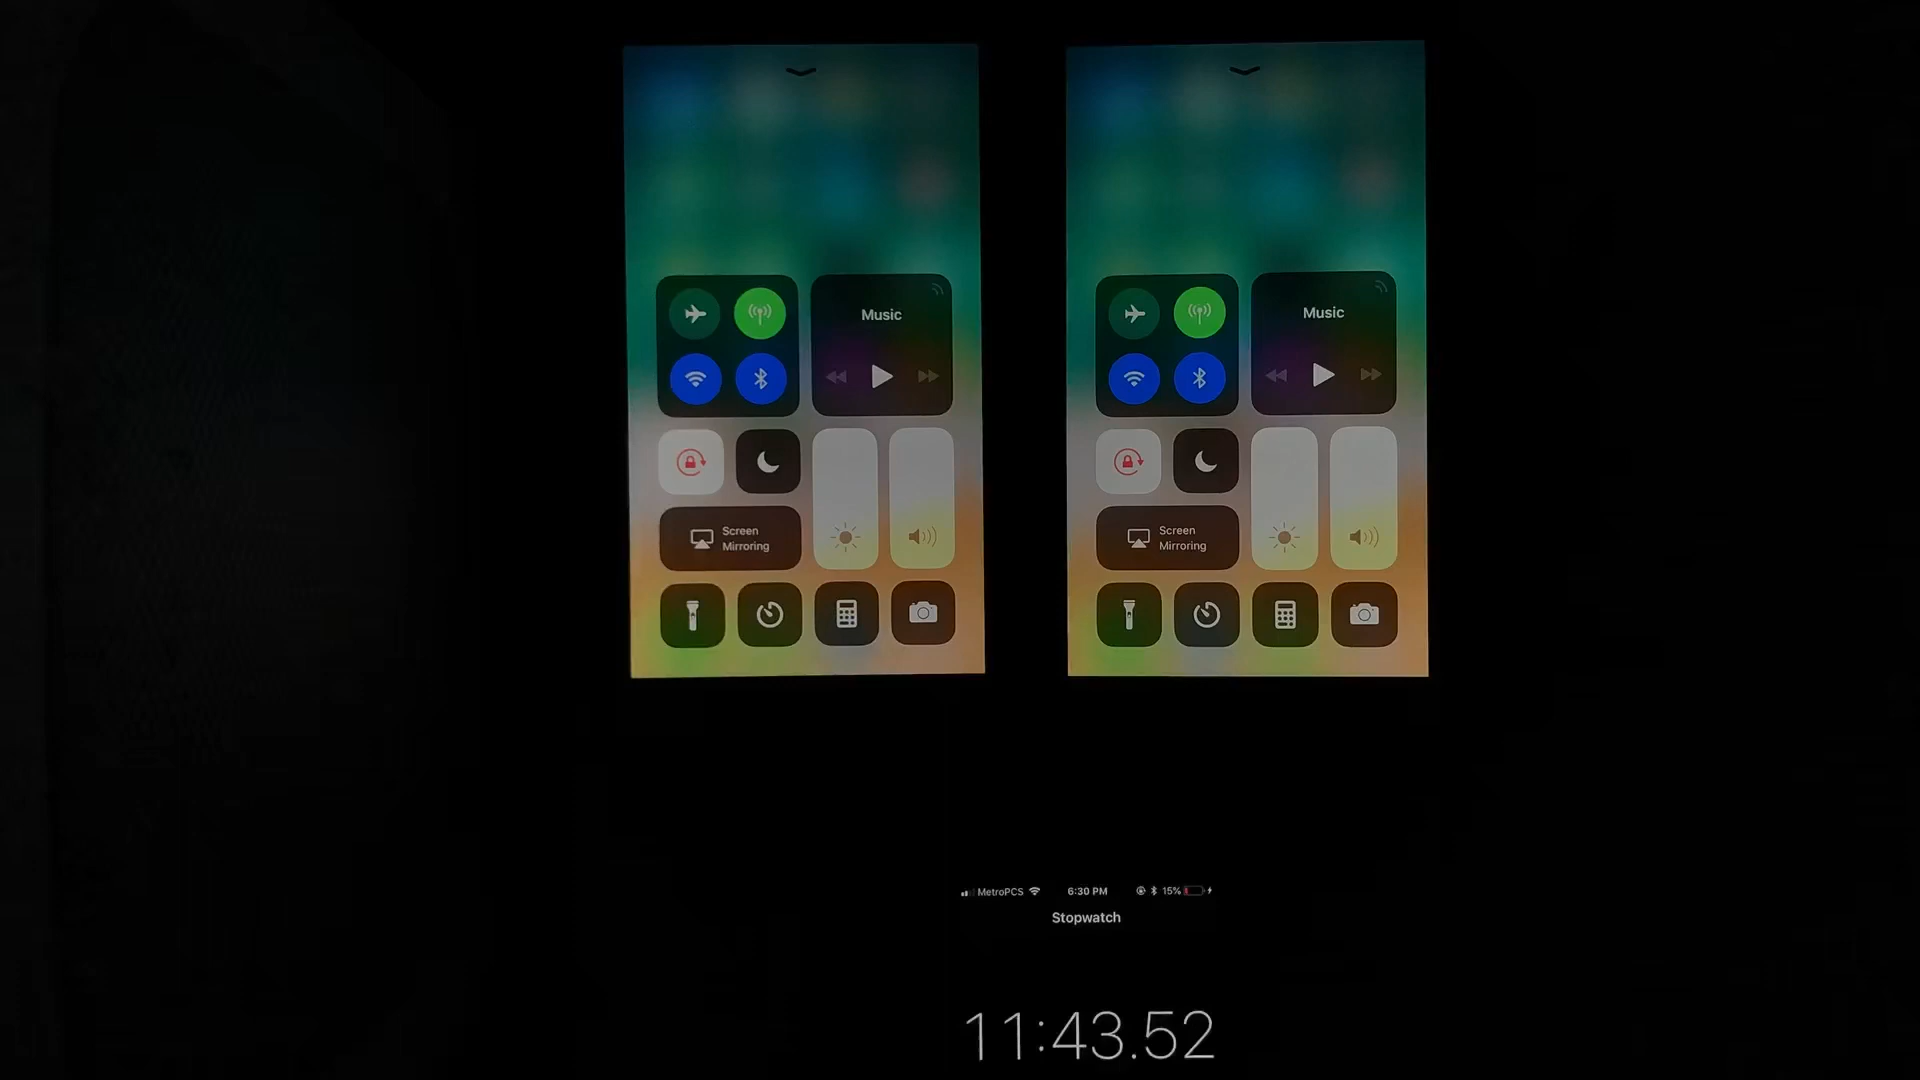 Music
Screen
Mirroring
Music
Screen
Mirroring
MetroPCS 6:30 PM 15%
Stopwatch
11:43.52